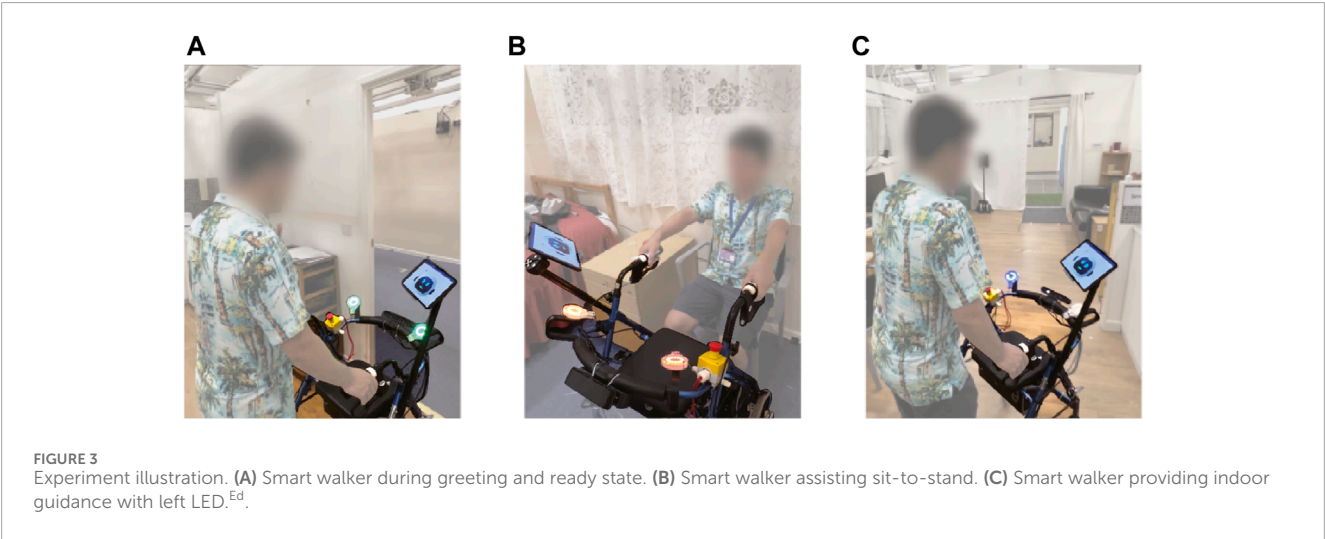 A
B
C
FIGURE 3
Experiment illustration. (A) Smart walker during greeting and ready state. (B) Smart walker assisting sit-to-stand. (C) Smart walker providing indoor
guidance with left LED.Ed.